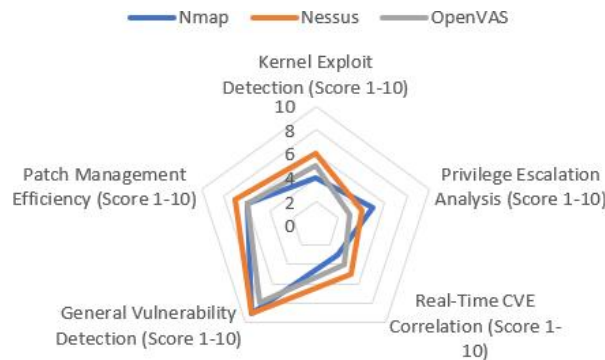 Nmap Nessus OpenVAS
Kernel Exploit
Detection (Score 1-10)
10
8
6
4
2
0
Privilege Escalation
Analysis (Score 1-10)
Real-Time CVE
Correlation (Score 1-
10)
General Vulnerability
Detection (Score 1-10)
Patch Management
Efficiency (Score 1-10)